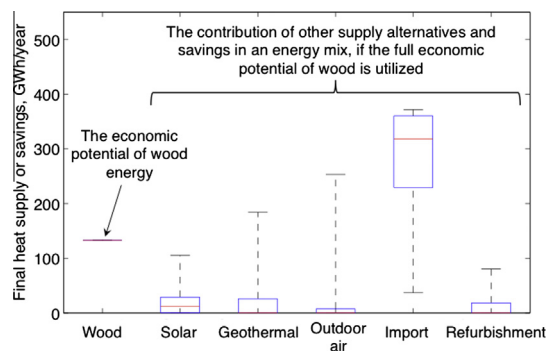 Final heat supply or savings, GWh/year
500
400
300
200
100
0
The contribution of other supply alternatives and
savings in an energy mix, if the full economic
potential of wood is utilized
The economic
potential of wood
energy
Wood
Solar
Geothermal
Outdoor
air
Import
Refurbishment